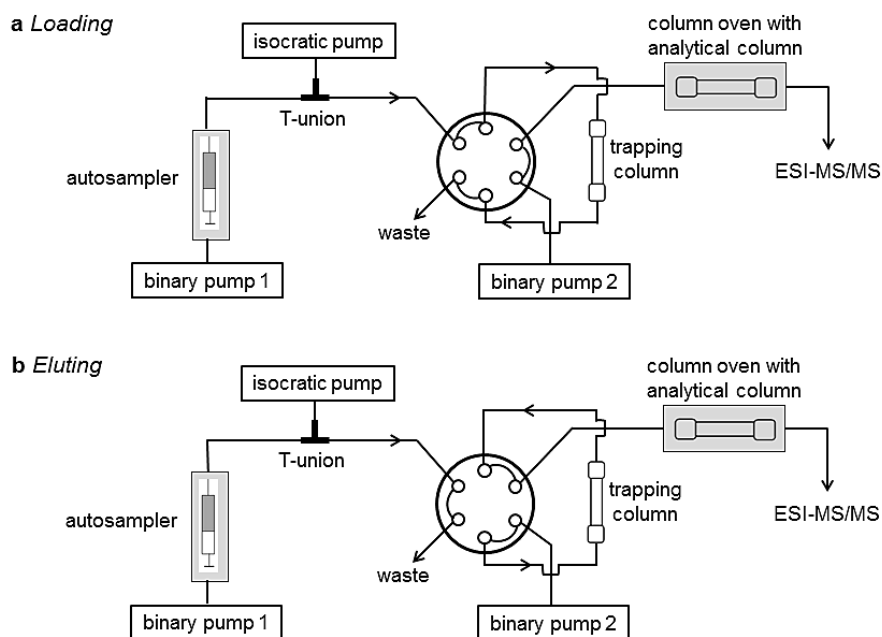 a Loading
isocratic pump
T-union
autosampler
binary pump 1
waste
binary pump 2
trapping
column
column oven with
analytical column
ESI-MS/MS
b Eluting
isocratic pump
T-union
autosampler
binary pump 1
waste
binary pump 2
trapping
column
column oven with
analytical column
ESI-MS/MS